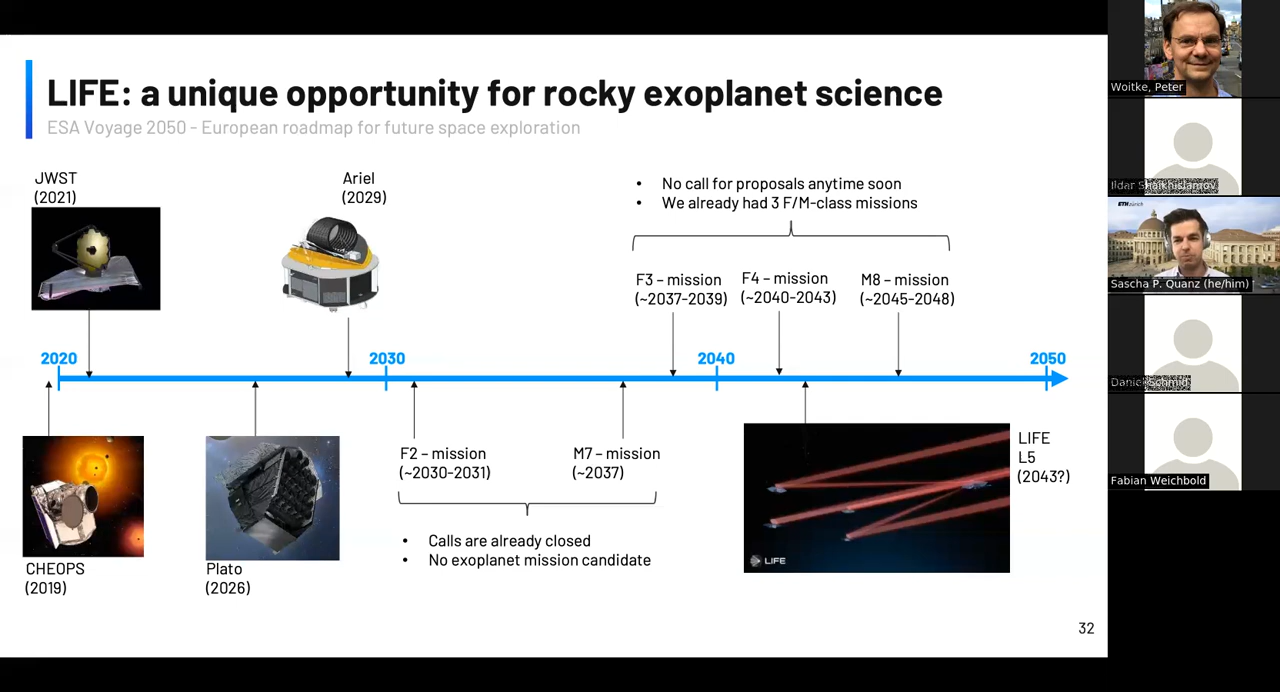 LIFE: a unique opportunity for rocky exoplanet science
ESA Voyage 2050 - European roadmap for future space exploration
JWST
(2021)
Ariel
(2029)
• No call for proposals anytime soon
• We already had 3 F/M-class missions
F3 – mission
(~2037-2039)
F4 – mission
(~2040-2043)
M8 – mission
(~2045-2048)
2020
2030
2040
2050
CHEOPS
(2019)
Plato
(2026)
F2 – mission
(~2030-2031)
M7 – mission
(~2037)
• Calls are already closed
• No exoplanet mission candidate
LIFE
LIFE
L5
(2043?)
32
Woitke, Peter
Ildar Shaikhislamov
ETH zürich
Sascha P. Quanz (he/him)
Daniel Schmid
Fabian Weichbold